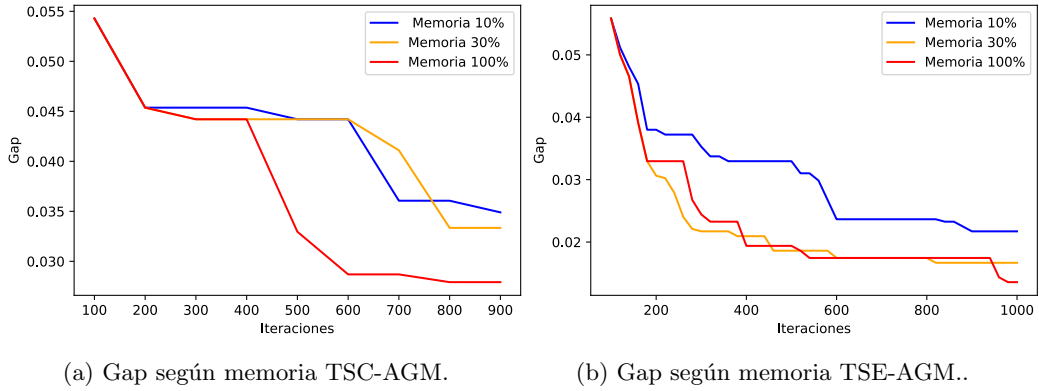 0.055
0.050
0.045
0.040
0.035
0.030
Gap
100 200 300 400 500 600 700 800 900
Iteraciones
Memoria 10%
Memoria 30%
Memoria 100%
(a) Gap según memoria TSC-AGM.
0.05
0.04
0.03
0.02
Gap
200 400 600 800 1000
Iteraciones
Memoria 10%
Memoria 30%
Memoria 100%
(b) Gap según memoria TSE-AGM..